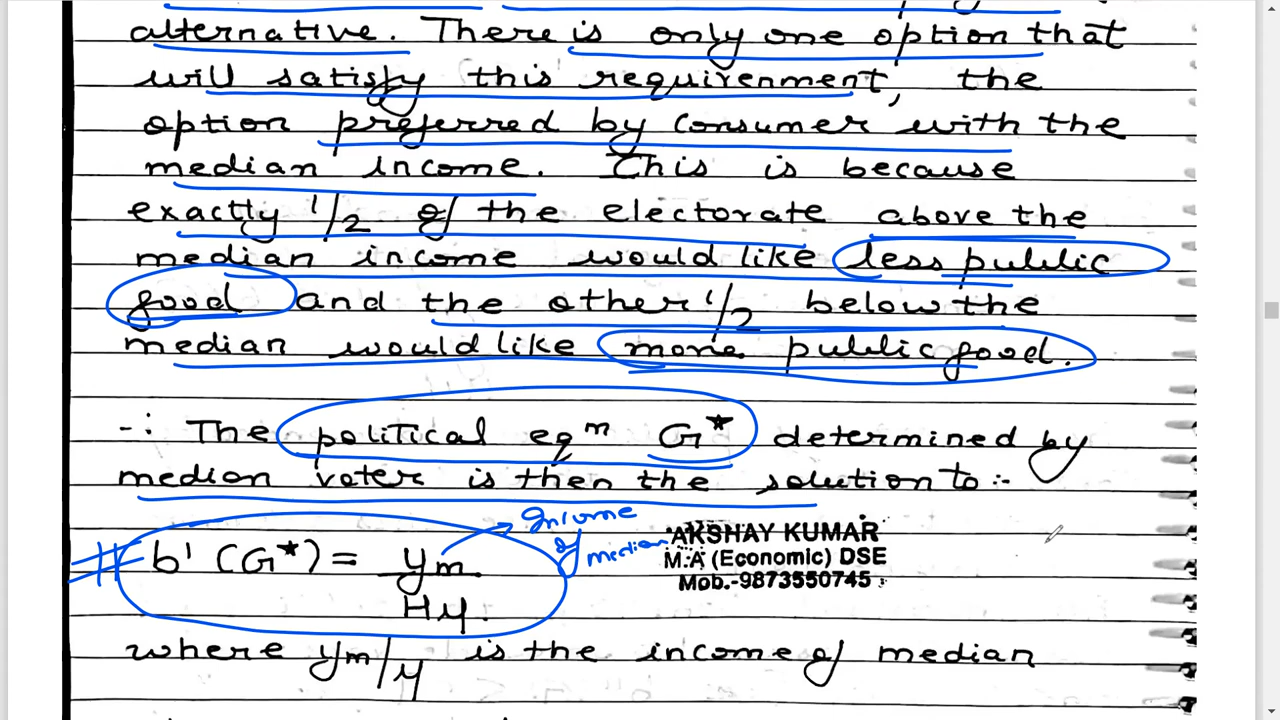 alternative. There is only one option that
will satisfy this requirenment, the
option preferred by consumer with the
median income. This is because
exactly 1/2 of the electorate above the
median income would like less public
good and the other 1/2 below the
median would like more public good.
∴ The political eqm G* determined by
median voter is then the solution to :-
Income
of
median
AKSHAY KUMAR
M.A (Economic) DSE
Mob.-9873550745
# b' (G*) = ym
Hy
where ym/y is the income of median